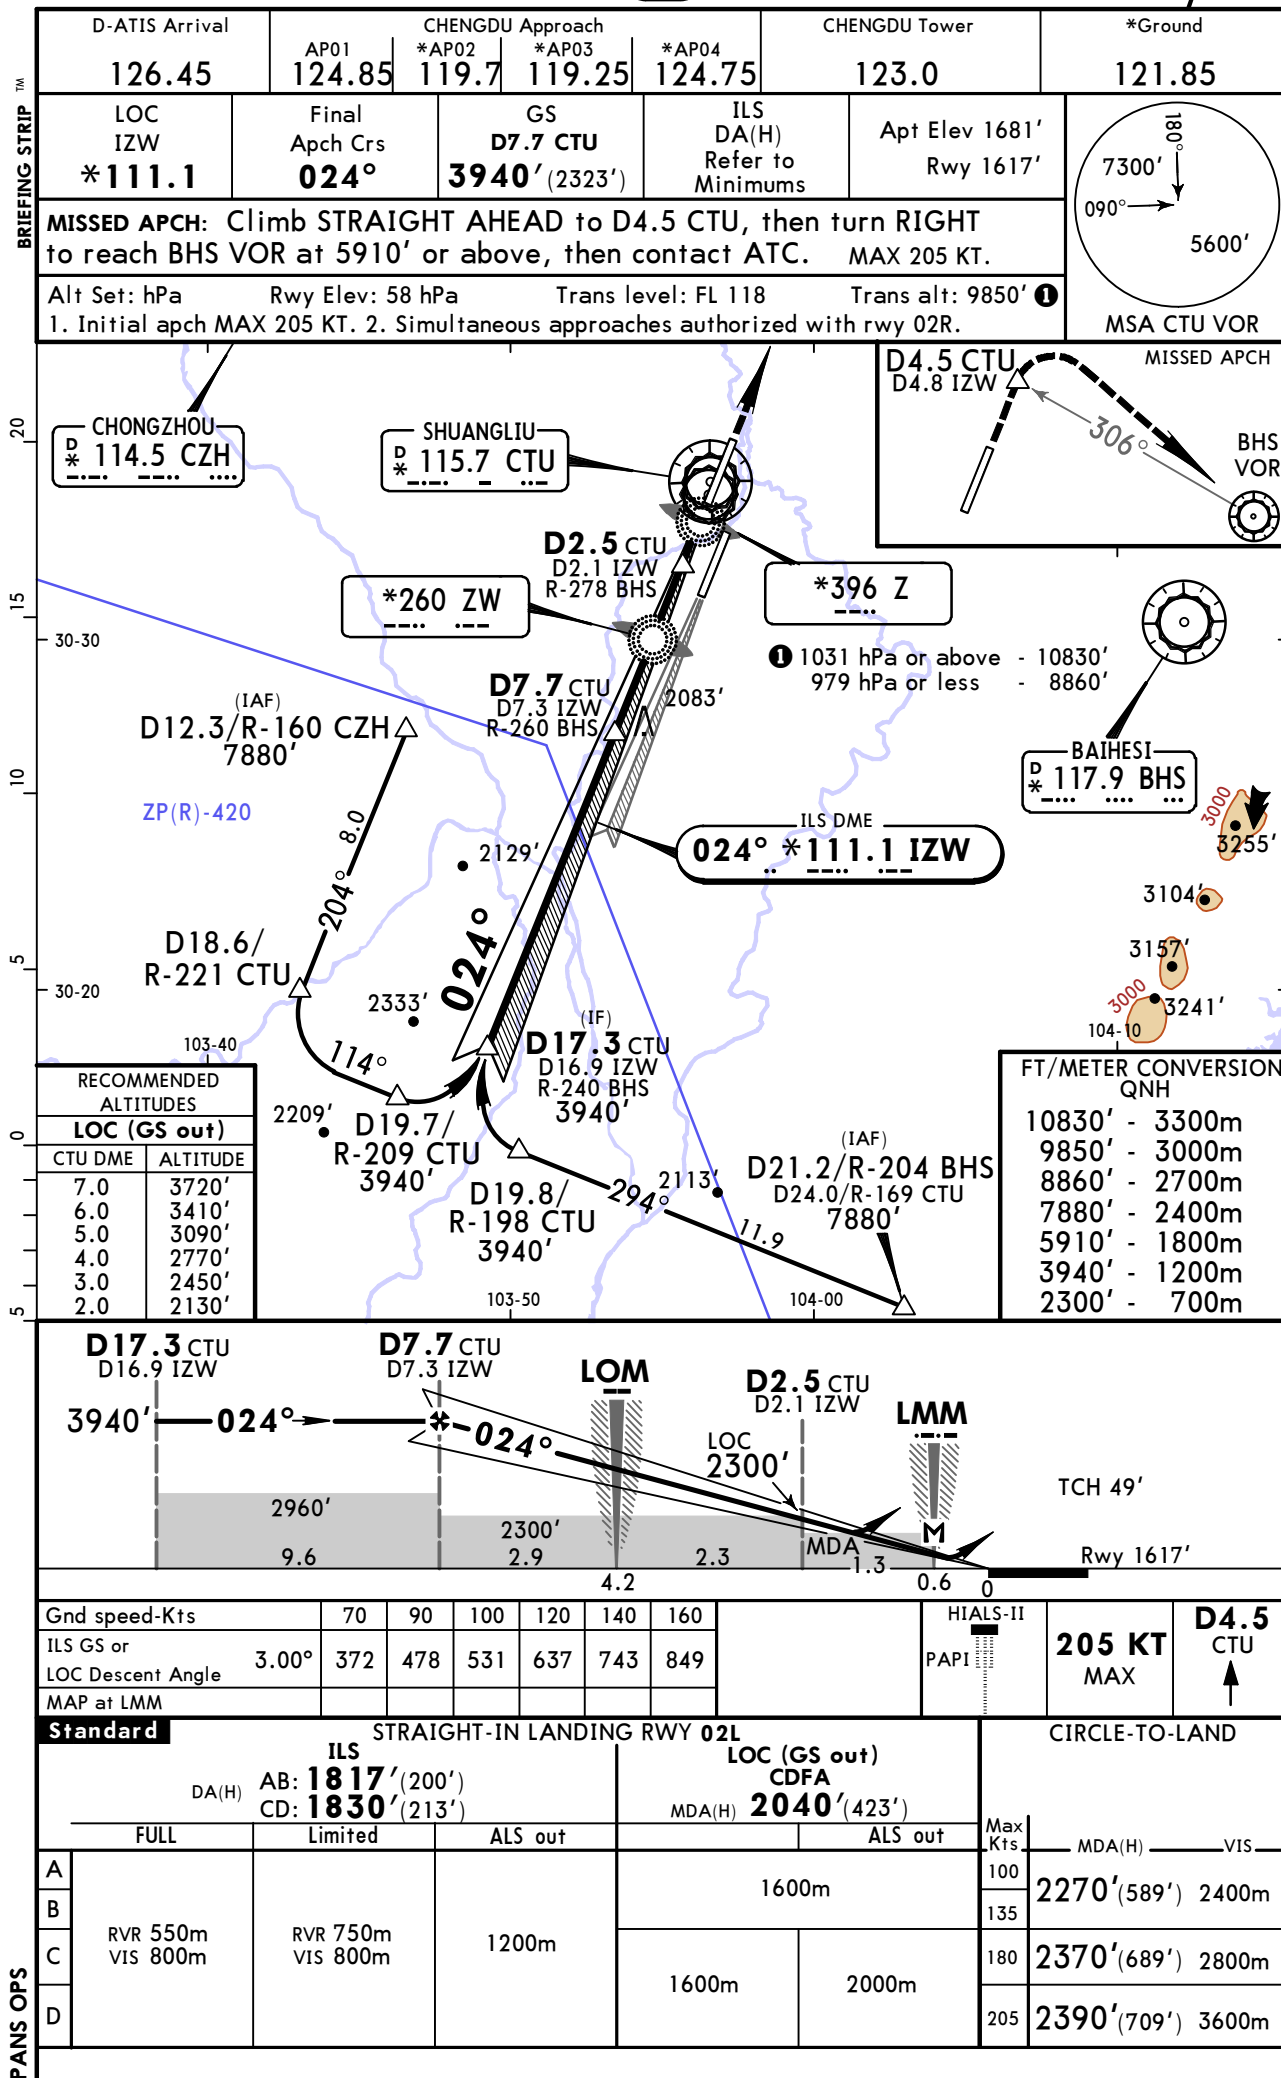 D-ATIS Arrival
126.45
CHENGDU Approach
AP01 *AP02 *AP03 *AP04
124.85 119.7 119.25 124.75
CHENGDU Tower
123.0
*Ground
121.85
BRIEFING STRIP TM
LOC
IZW
*111.1
Final
Apch Crs
024°
GS
D7.7 CTU
3940' (2323')
ILS
DA(H)
Refer to
Minimums
Apt Elev 1681'
Rwy 1617'
180°
7300'
090°
5600'
MSA CTU VOR
MISSED APCH: Climb STRAIGHT AHEAD to D4.5 CTU, then turn RIGHT
to reach BHS VOR at 5910' or above, then contact ATC. MAX 205 KT.
Alt Set: hPa Rwy Elev: 58 hPa Trans level: FL 118 Trans alt: 9850' 1
1. Initial apch MAX 205 KT. 2. Simultaneous approaches authorized with rwy 02R.
D4.5 CTU
D4.8 IZW
MISSED APCH
306°
BHS
VOR
CHONGZHOU
D
* 114.5 CZH
SHUANGLIU
D
* 115.7 CTU
20
D2.5 CTU
D2.1 IZW
R-278 BHS
*260 ZW
*396 Z
15
30-30
1 1031 hPa or above - 10830'
979 hPa or less - 8860'
D7.7 CTU
D7.3 IZW
R-260 BHS
2083'
(IAF)
D12.3/R-160 CZH
7880'
BAIHESI
D
* 117.9 BHS
10
ZP(R)-420
8.0
204°
2129'
ILS DME
024° *111.1 IZW
3000
3255'
3104'
3157'
3000
3241'
D18.6/
R-221 CTU
024°
5
30-20
2333'
103-40
114°
(IF)
D17.3 CTU
D16.9 IZW
R-240 BHS
3940'
104-10
RECOMMENDED
ALTITUDES
LOC (GS out)
CTU DME ALTITUDE
7.0 3720'
6.0 3410'
5.0 3090'
4.0 2770'
3.0 2450'
2.0 2130'
0
5
2209'
D19.7/
R-209 CTU
3940'
D19.8/
R-198 CTU
3940'
294°
2113'
11.9
(IAF)
D21.2/R-204 BHS
D24.0/R-169 CTU
7880'
103-50
104-00
FT/METER CONVERSION
QNH
10830' - 3300m
9850' - 3000m
8860' - 2700m
7880' - 2400m
5910' - 1800m
3940' - 1200m
2300' - 700m
D17.3 CTU
D16.9 IZW
D7.7 CTU
D7.3 IZW
LOM
D2.5 CTU
D2.1 IZW
LMM
3940' 024° 024°
LOC
2300'
TCH 49'
2960'
2300'
MDA
M
Rwy 1617'
9.6 2.9 2.3 1.3
4.2 0.6 0
Gnd speed-Kts 70 90 100 120 140 160
ILS GS or
LOC Descent Angle 3.00° 372 478 531 637 743 849
MAP at LMM
HIALS-II
PAPI
205 KT
MAX
D4.5
CTU
Standard STRAIGHT-IN LANDING RWY 02L CIRCLE-TO-LAND
ILS
DA(H) AB: 1817' (200')
CD: 1830' (213')
LOC (GS out)
CDFA
MDA(H) 2040' (423')
FULL Limited ALS out ALS out
Max
Kts MDA(H) VIS
A
B
C
D
RVR 550m
VIS 800m
RVR 750m
VIS 800m
1200m
1600m
1600m 2000m
100
135
2270' (589') 2400m
180 2370' (689') 2800m
205 2390' (709') 3600m
PANS OPS